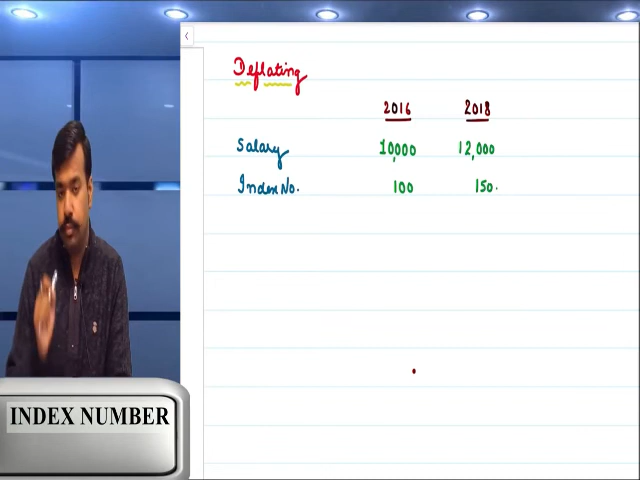 Deflating
2016 2018
Salary 10,000 12,000
Index No. 100 150.
INDEX NUMBER